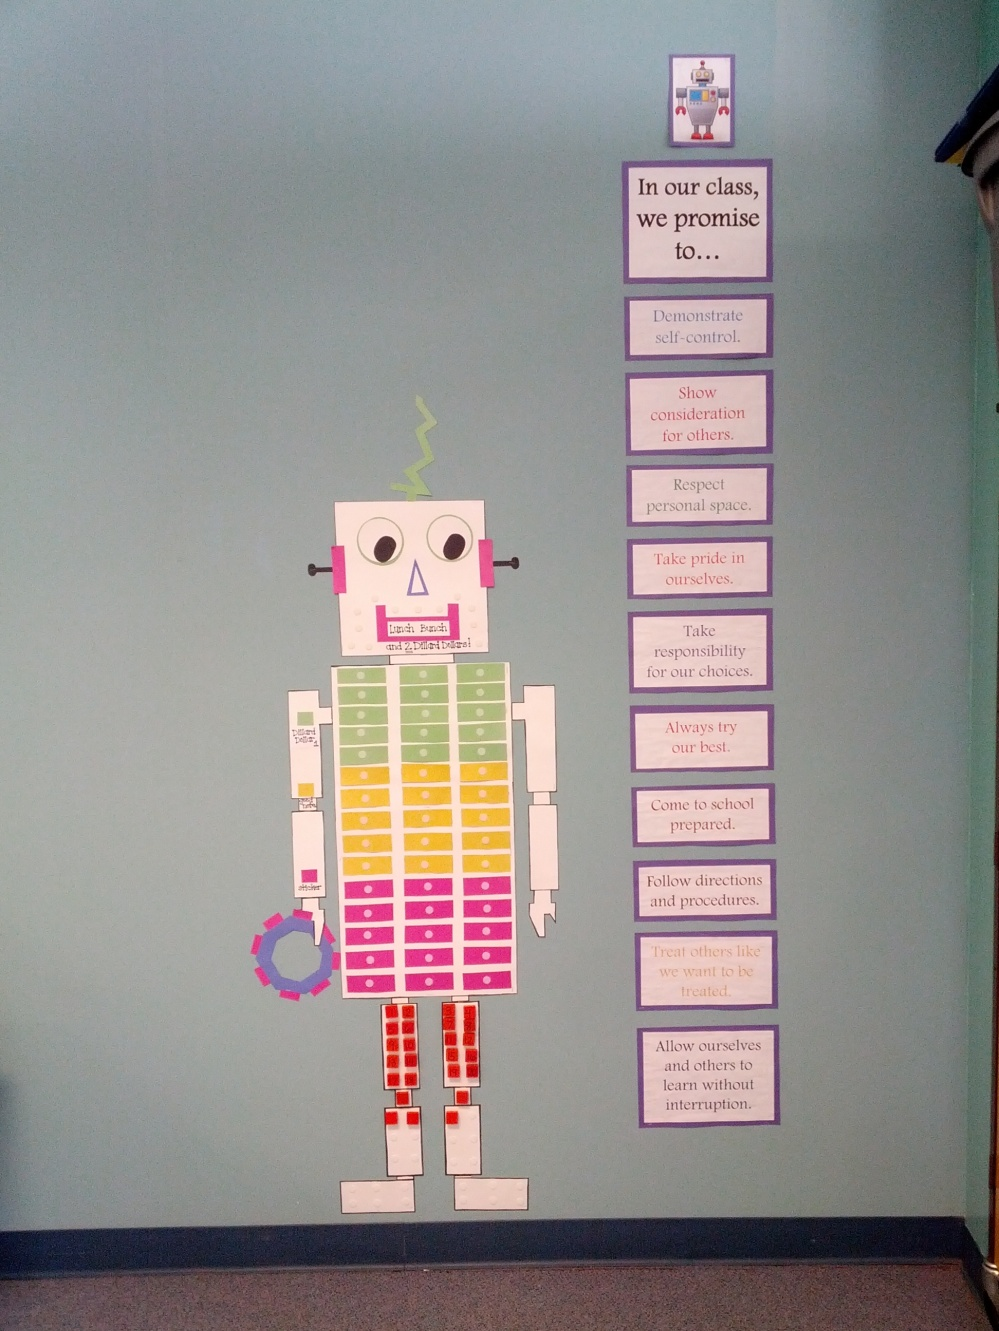 In our class,
we promise
to...
Demonstrate
self-control.
Show
consideration
for others.
Respect
personal space.
Take pride in
ourselves.
Take
responsibility
for our choices.
Always try
our best.
Come to school
prepared.
Follow directions
and procedures.
Treat others like
we want to be
treated.
Allow ourselves
and others to
learn without
interruption.
Lunch Bunch
and 2 Dillard Dollars!
Dillard
Dollar
sticker